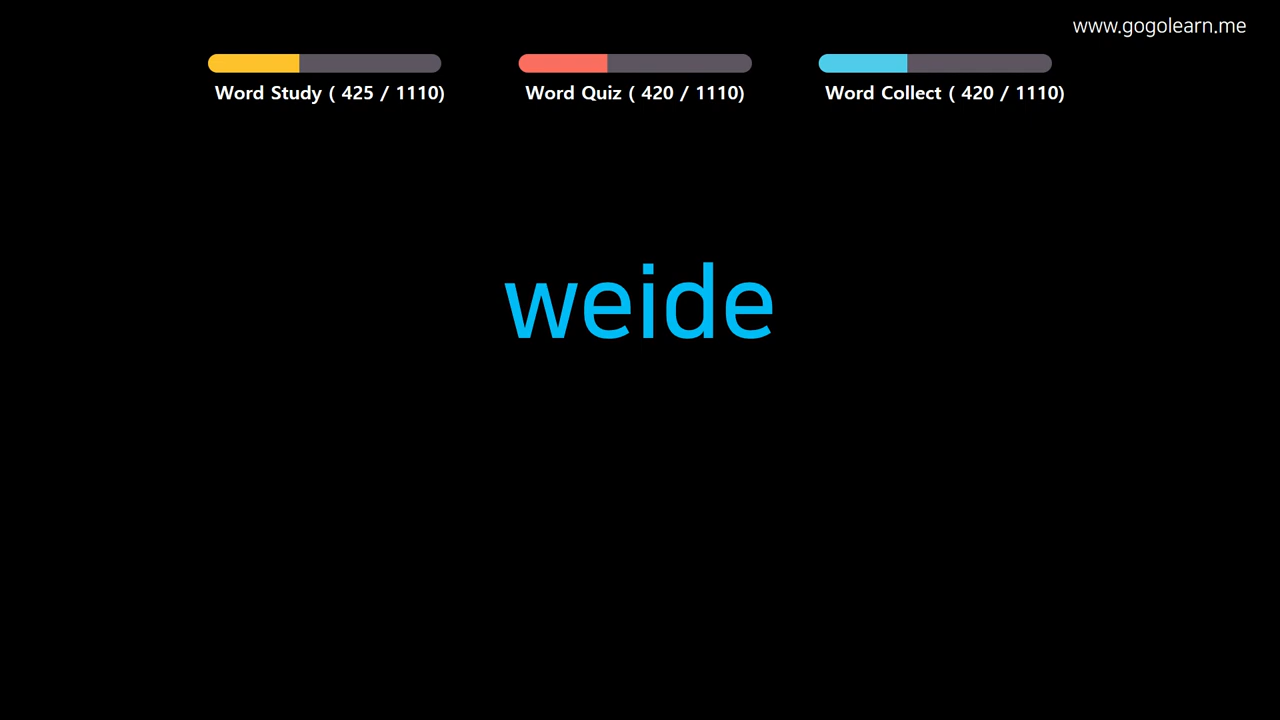 www.gogolearn.me
Word Study ( 425 / 1110)
Word Quiz ( 420 / 1110)
Word Collect ( 420 / 1110)
weide